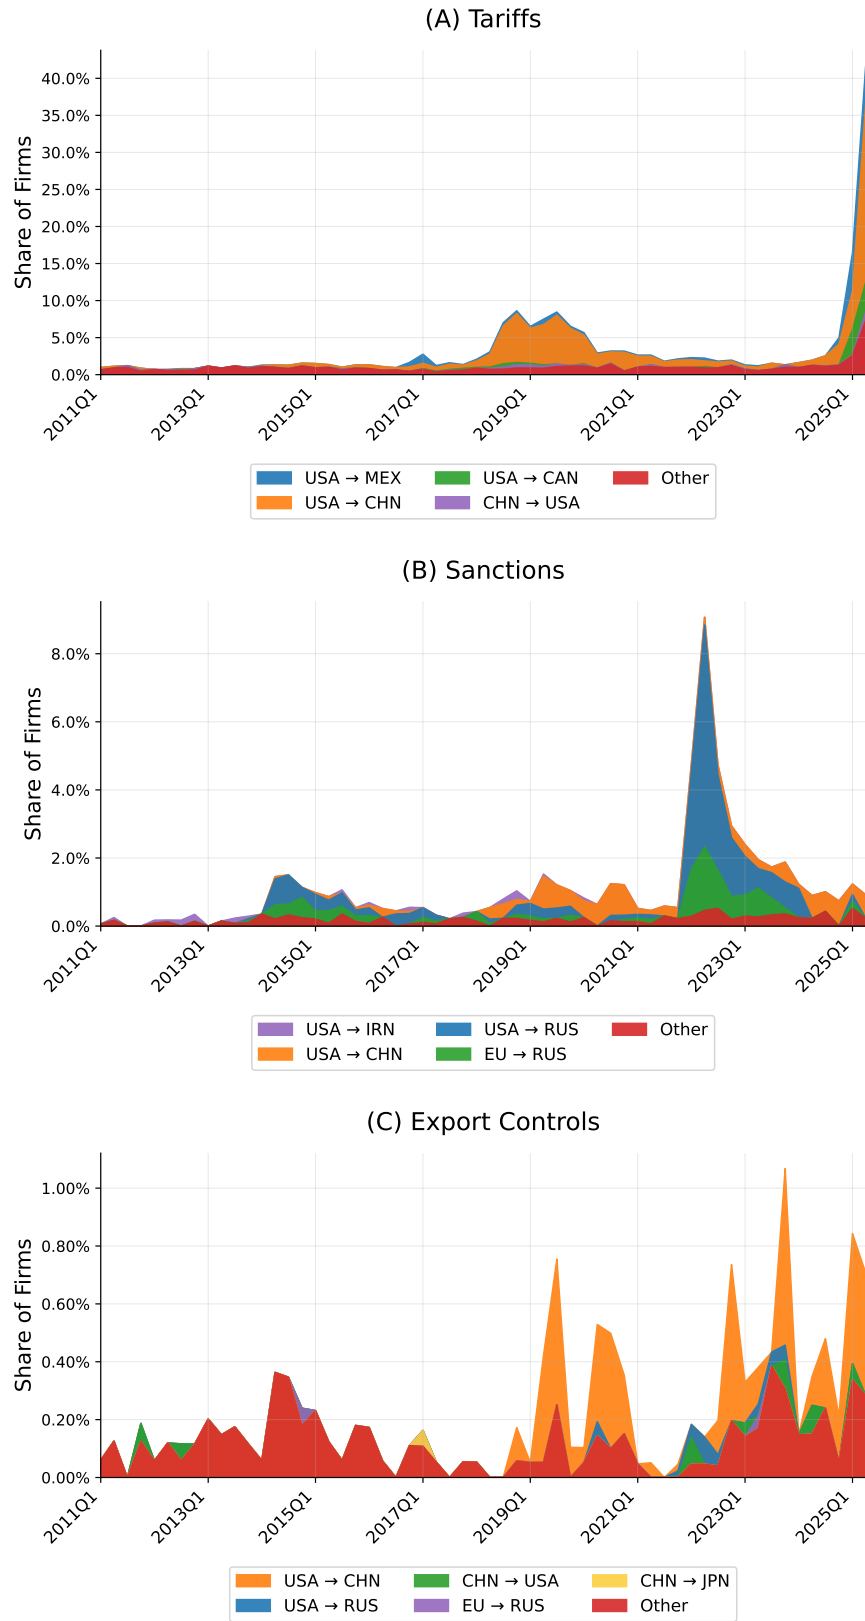 (A) Tariffs
Share of Firms
40.0%
35.0%
30.0%
25.0%
20.0%
15.0%
10.0%
5.0%
0.0%
2011Q1
2013Q1
2015Q1
2017Q1
2019Q1
2021Q1
2023Q1
2025Q1
USA → MEX
USA → CAN
Other
USA → CHN
CHN → USA
(B) Sanctions
Share of Firms
8.0%
6.0%
4.0%
2.0%
0.0%
2011Q1
2013Q1
2015Q1
2017Q1
2019Q1
2021Q1
2023Q1
2025Q1
USA → IRN
USA → RUS
Other
USA → CHN
EU → RUS
(C) Export Controls
Share of Firms
1.00%
0.80%
0.60%
0.40%
0.20%
0.00%
2011Q1
2013Q1
2015Q1
2017Q1
2019Q1
2021Q1
2023Q1
2025Q1
USA → CHN
CHN → USA
CHN → JPN
USA → RUS
EU → RUS
Other